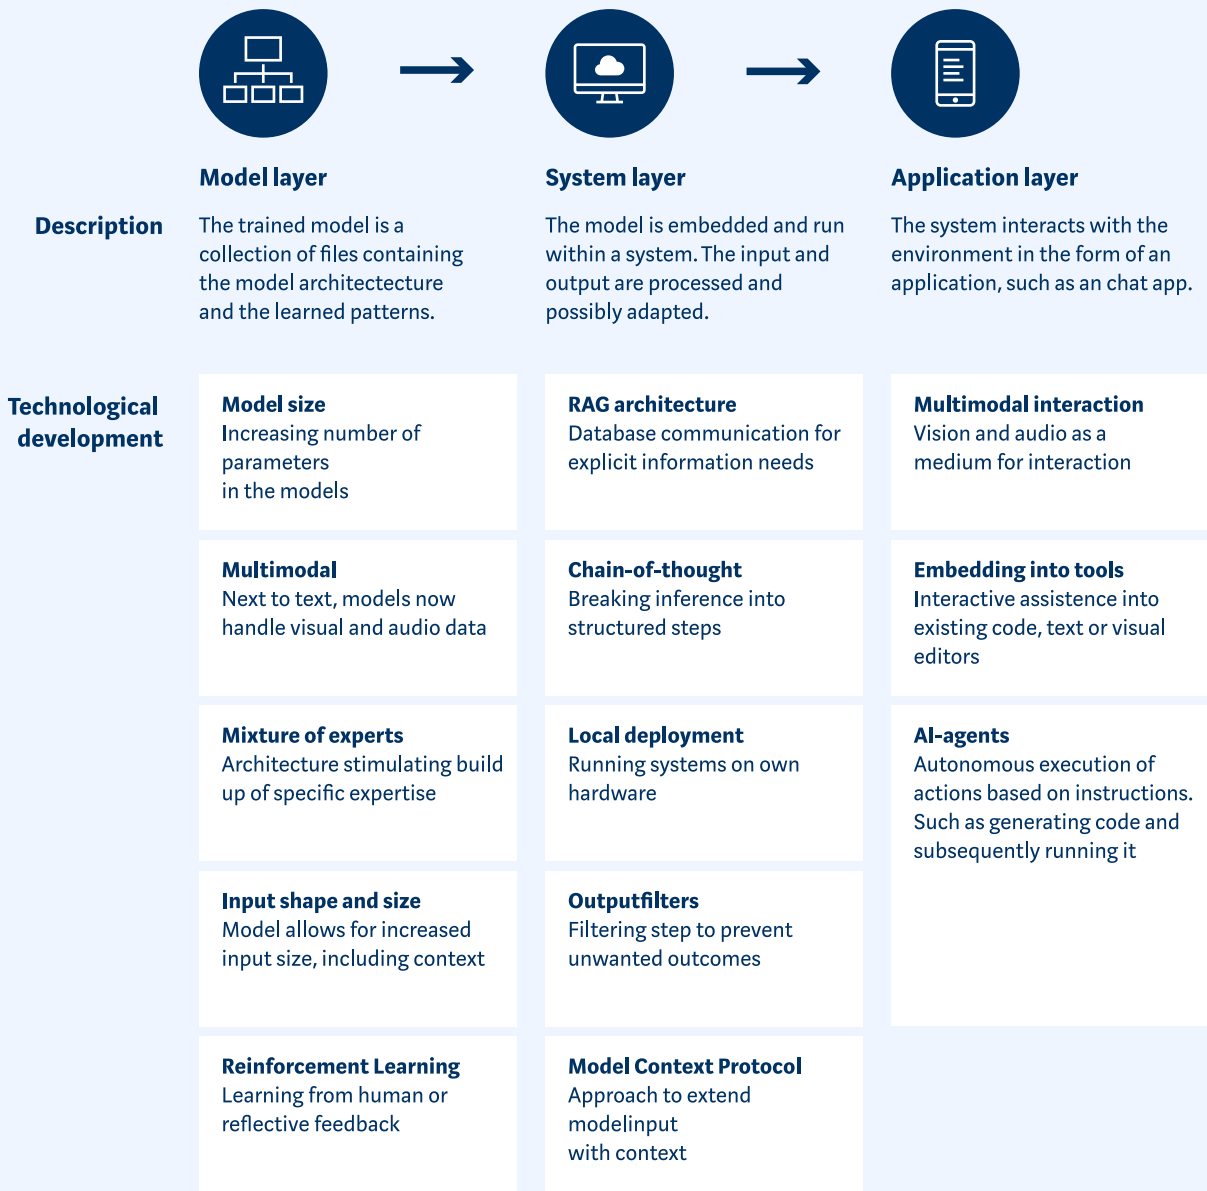 Model layer
System layer
Application layer
Description
The trained model is a
collection of files containing
the model architectecture
and the learned patterns.
The model is embedded and run
within a system. The input and
output are processed and
possibly adapted.
The system interacts with the
environment in the form of an
application, such as an chat app.
Technological
development
Model size
Increasing number of
parameters
in the models
RAG architecture
Database communication for
explicit information needs
Multimodal interaction
Vision and audio as a
medium for interaction
Multimodal
Next to text, models now
handle visual and audio data
Chain-of-thought
Breaking inference into
structured steps
Embedding into tools
Interactive assistence into
existing code, text or visual
editors
Mixture of experts
Architecture stimulating build
up of specific expertise
Local deployment
Running systems on own
hardware
AI-agents
Autonomous execution of
actions based on instructions.
Such as generating code and
subsequently running it
Input shape and size
Model allows for increased
input size, including context
Outputfilters
Filtering step to prevent
unwanted outcomes
Reinforcement Learning
Learning from human or
reflective feedback
Model Context Protocol
Approach to extend
modelinput
with context